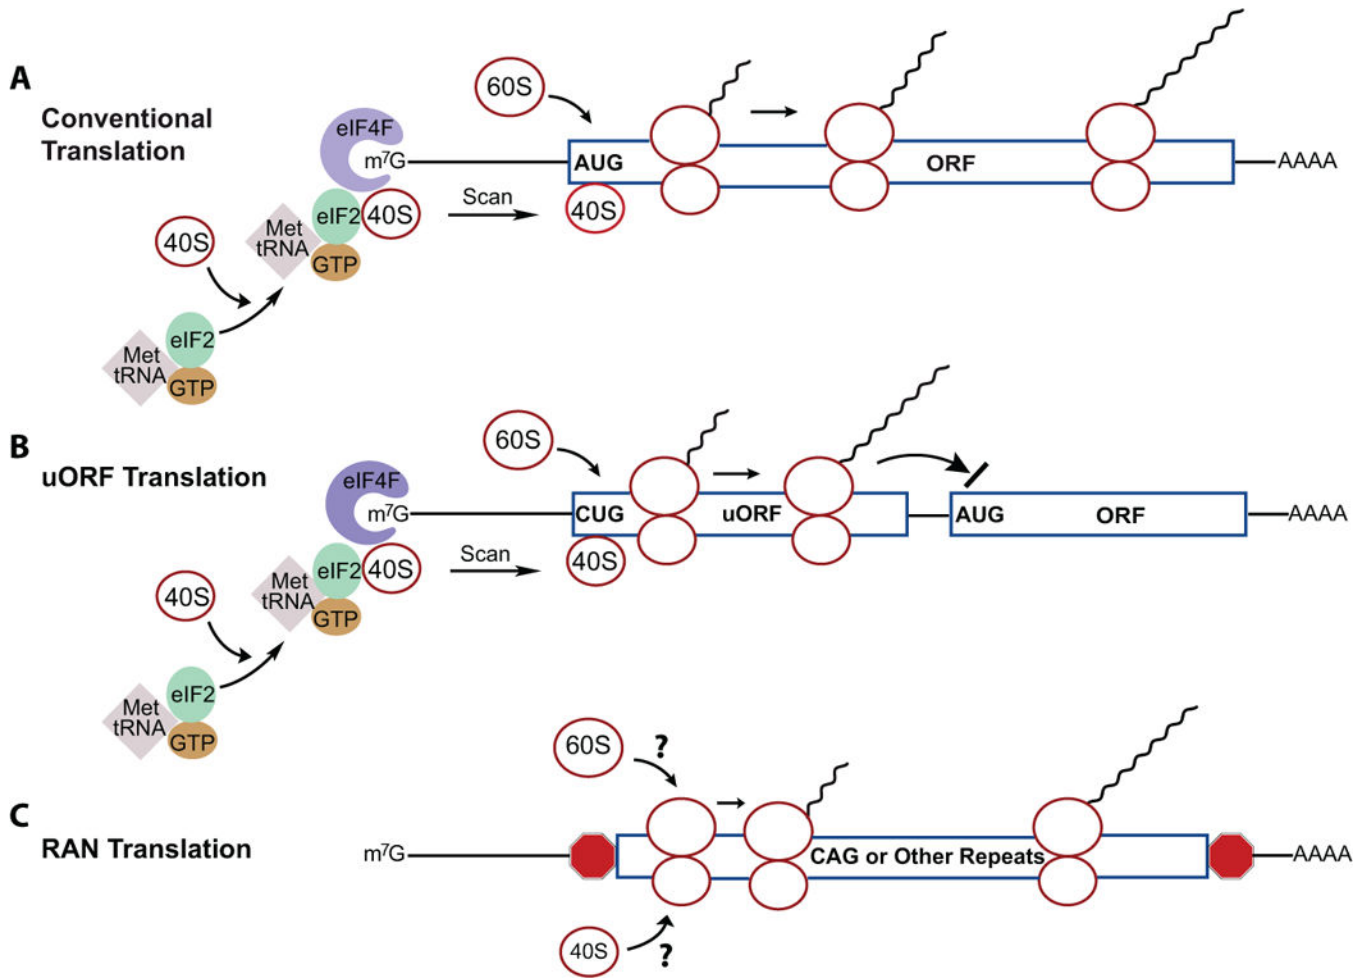 A
Conventional
Translation
60S
eIF4F
m⁷G
AUG
ORF
AAAA
Scan
40S
eIF2
40S
Met
tRNA
GTP
40S
eIF2
Met
tRNA
GTP
B
uORF Translation
60S
eIF4F
m⁷G
CUG
uORF
AUG
ORF
AAAA
Scan
40S
eIF2
40S
Met
tRNA
GTP
40S
eIF2
Met
tRNA
GTP
C
RAN Translation
60S
?
m⁷G
CAG or Other Repeats
AAAA
40S
?